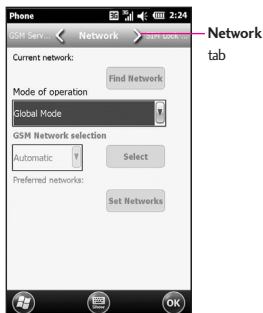 Phone 2:24
GSM Serv... Network SIM Lock
Network
tab
Current network:
Find Network
Mode of operation
Global Mode
GSM Network selection
Automatic Select
Preferred networks:
Set Networks
OK